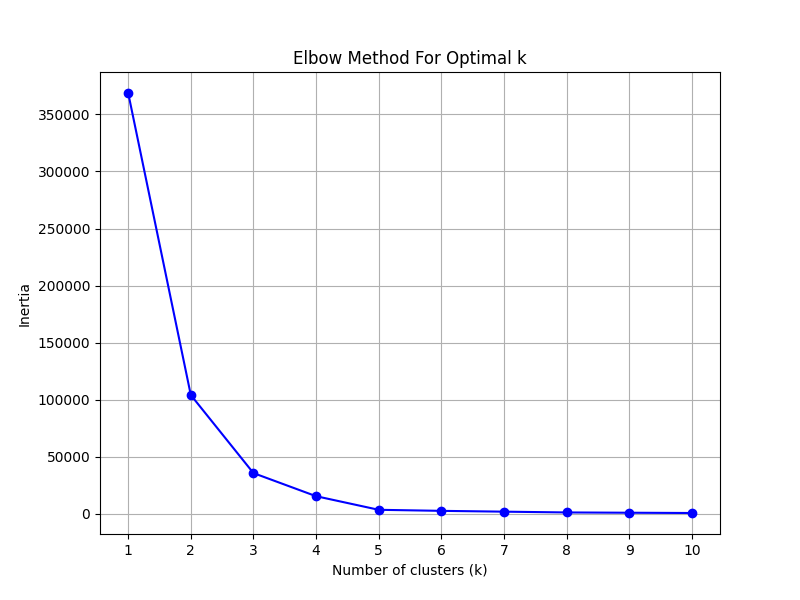 Elbow Method For Optimal k
350000
300000
250000
200000
150000
100000
50000
0
Inertia
1 2 3 4 5 6 7 8 9 10
Number of clusters (k)